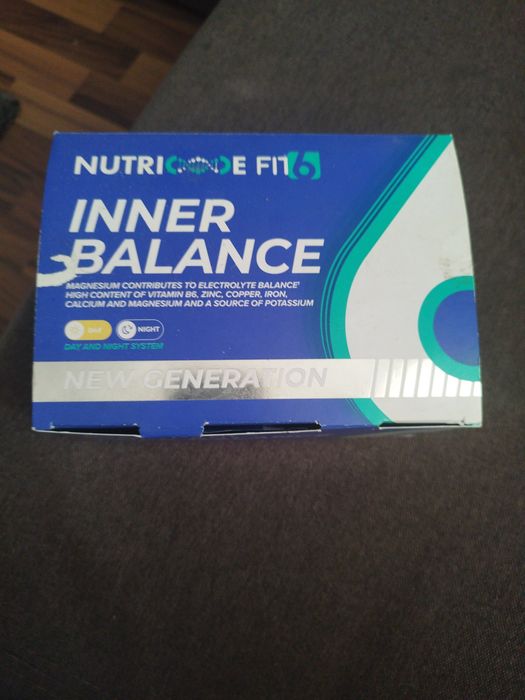 NUTRICODE FIT6
INNER
BALANCE
MAGNESIUM CONTRIBUTES TO ELECTROLYTE BALANCE¹
HIGH CONTENT OF VITAMIN B6, ZINC, COPPER, IRON,
CALCIUM AND MAGNESIUM AND A SOURCE OF POTASSIUM
DAY NIGHT
DAY AND NIGHT SYSTEM
NEW GENERATION